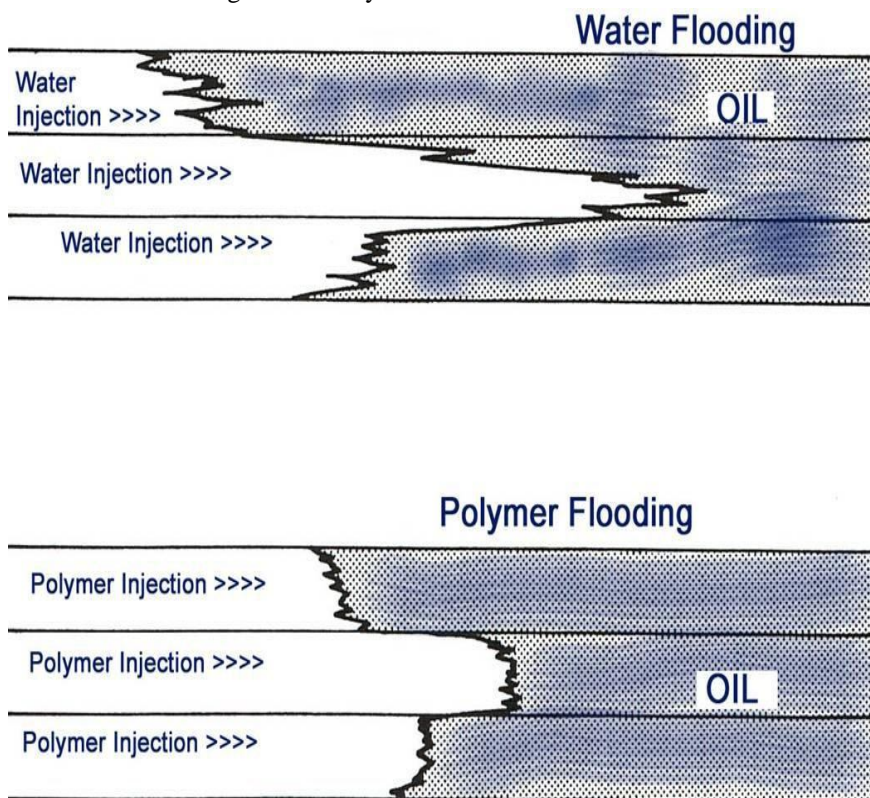 Water Flooding
Water
Injection >>>>
OIL
Water Injection >>>>
Water Injection >>>>
Polymer Flooding
Polymer Injection >>>>
Polymer Injection >>>>
OIL
Polymer Injection >>>>